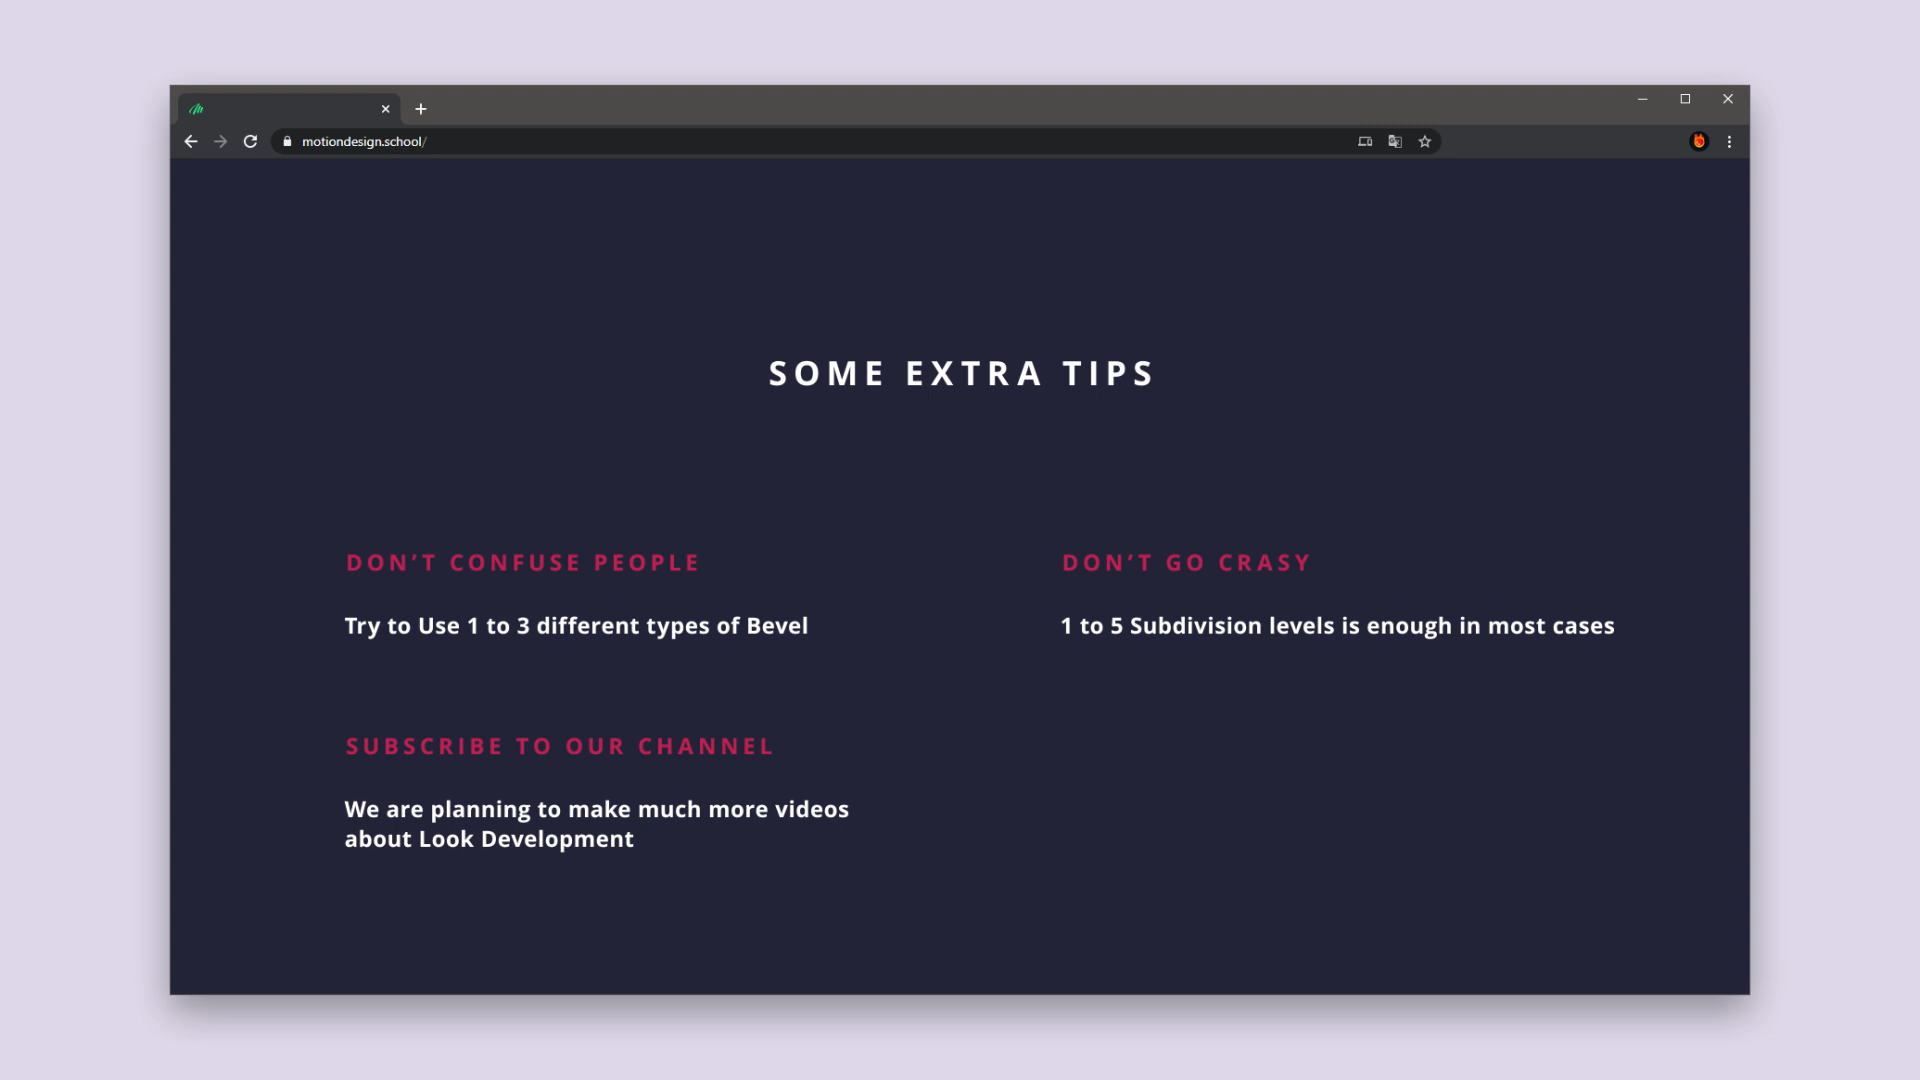 motiondesign.school/
SOME EXTRA TIPS
DON’T CONFUSE PEOPLE
Try to Use 1 to 3 different types of Bevel
DON’T GO CRASY
1 to 5 Subdivision levels is enough in most cases
SUBSCRIBE TO OUR CHANNEL
We are planning to make much more videos
about Look Development